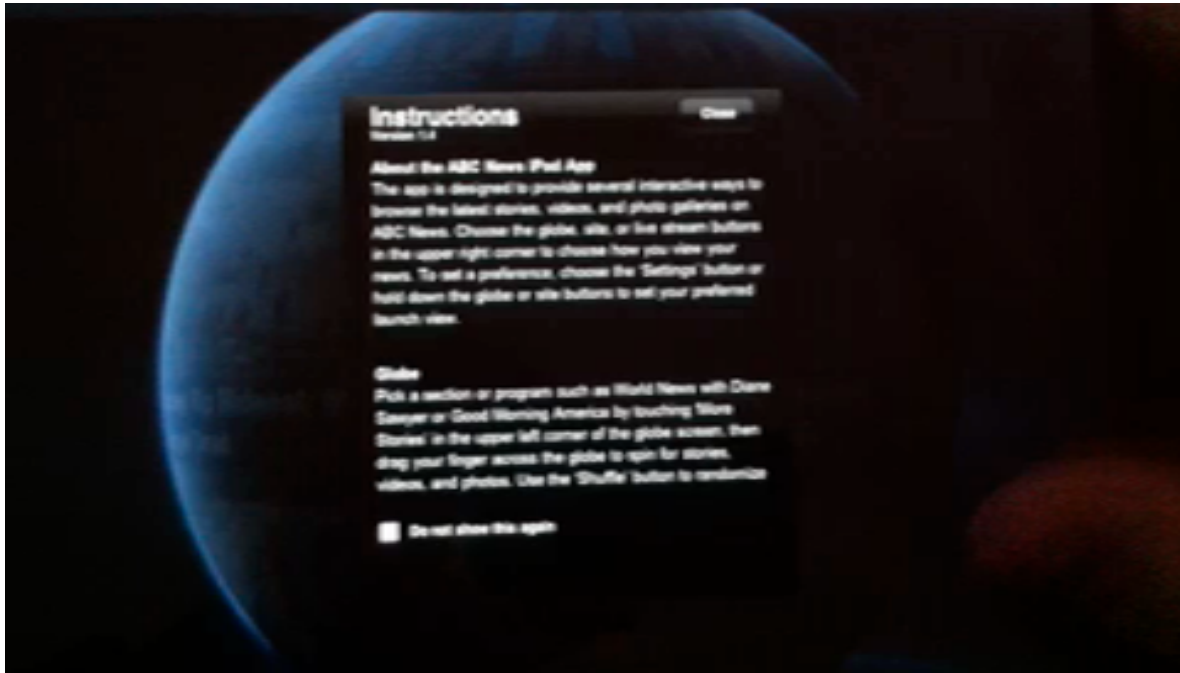 Instructions
Close
Version 1.4
About the ABC News iPad App
The app is designed to provide several interactive ways to
browse the latest stories, videos, and photo galleries on
ABC News. Choose the globe, site, or live stream buttons
in the upper right corner to choose how you view your
news. To set a preference, choose the 'Settings' button or
hold down the globe or site buttons to set your preferred
launch view.
Globe
Pick a section or program such as World News with Diane
Sawyer or Good Morning America by touching 'More
Stories' in the upper left corner of the globe screen, then
drag your finger across the globe to spin for stories,
videos, and photos. Use the 'Shuffle' button to randomize
Do not show this again